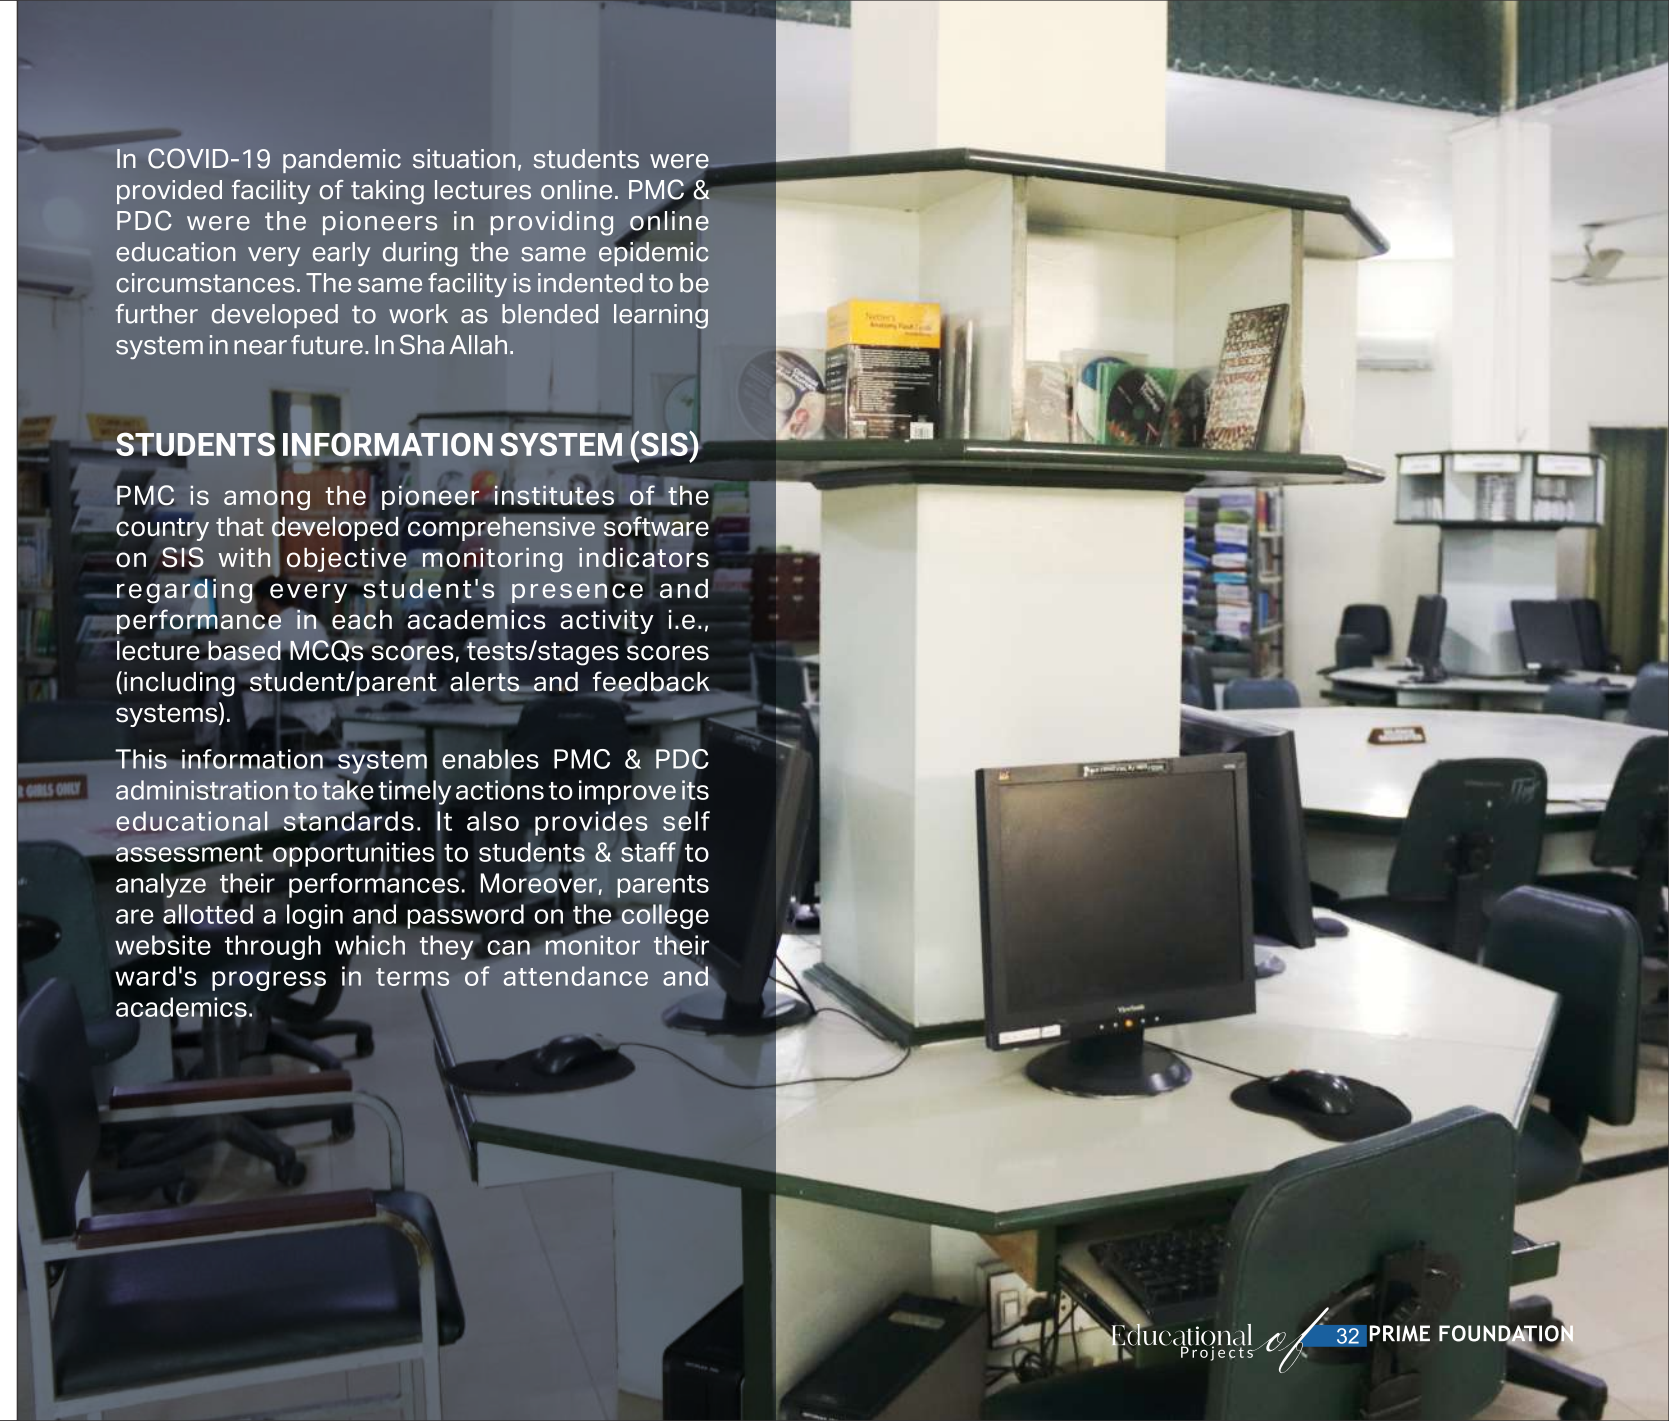 In COVID-19 pandemic situation, students were
provided facility of taking lectures online. PMC &
PDC were the pioneers in providing online
education very early during the same epidemic
circumstances. The same facility is indented to be
further developed to work as blended learning
system in near future. In Sha Allah.
STUDENTS INFORMATION SYSTEM (SIS)
PMC is among the pioneer institutes of the
country that developed comprehensive software
on SIS with objective monitoring indicators
regarding every student's presence and
performance in each academics activity i.e.,
lecture based MCQs scores, tests/stages scores
(including student/parent alerts and feedback
systems).
This information system enables PMC & PDC
administration to take timely actions to improve its
educational standards. It also provides self
assessment opportunities to students & staff to
analyze their performances. Moreover, parents
are allotted a login and password on the college
website through which they can monitor their
ward's progress in terms of attendance and
academics.
GIRLS ONLY
Netter's
ViewSonic
Educational
Projects
of
32 PRIME FOUNDATION